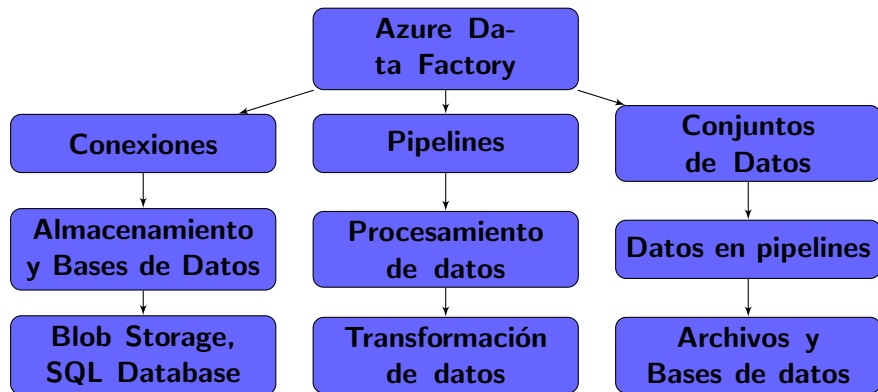 Azure Da-
ta Factory
Conexiones
Pipelines
Conjuntos
de Datos
Almacenamiento
y Bases de Datos
Procesamiento
de datos
Datos en pipelines
Blob Storage,
SQL Database
Transformación
de datos
Archivos y
Bases de datos